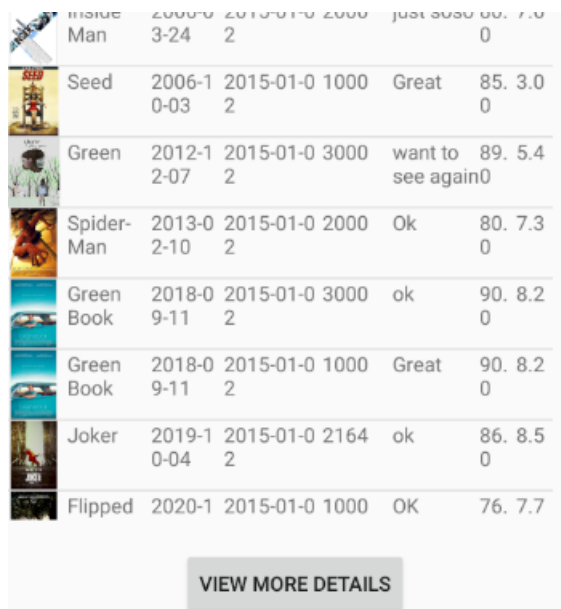 Man 3-24 2 0
Seed 2006-1 2015-01-0 1000 Great 85. 3.0
0-03 2 0
Green 2012-1 2015-01-0 3000 want to 89. 5.4
2-07 2 see again0
Spider- 2013-0 2015-01-0 2000 Ok 80. 7.3
Man 2-10 2 0
Green 2018-0 2015-01-0 3000 ok 90. 8.2
Book 9-11 2 0
Green 2018-0 2015-01-0 1000 Great 90. 8.2
Book 9-11 2 0
Joker 2019-1 2015-01-0 2164 ok 86. 8.5
0-04 2 0
Flipped 2020-1 2015-01-0 1000 OK 76. 7.7
VIEW MORE DETAILS